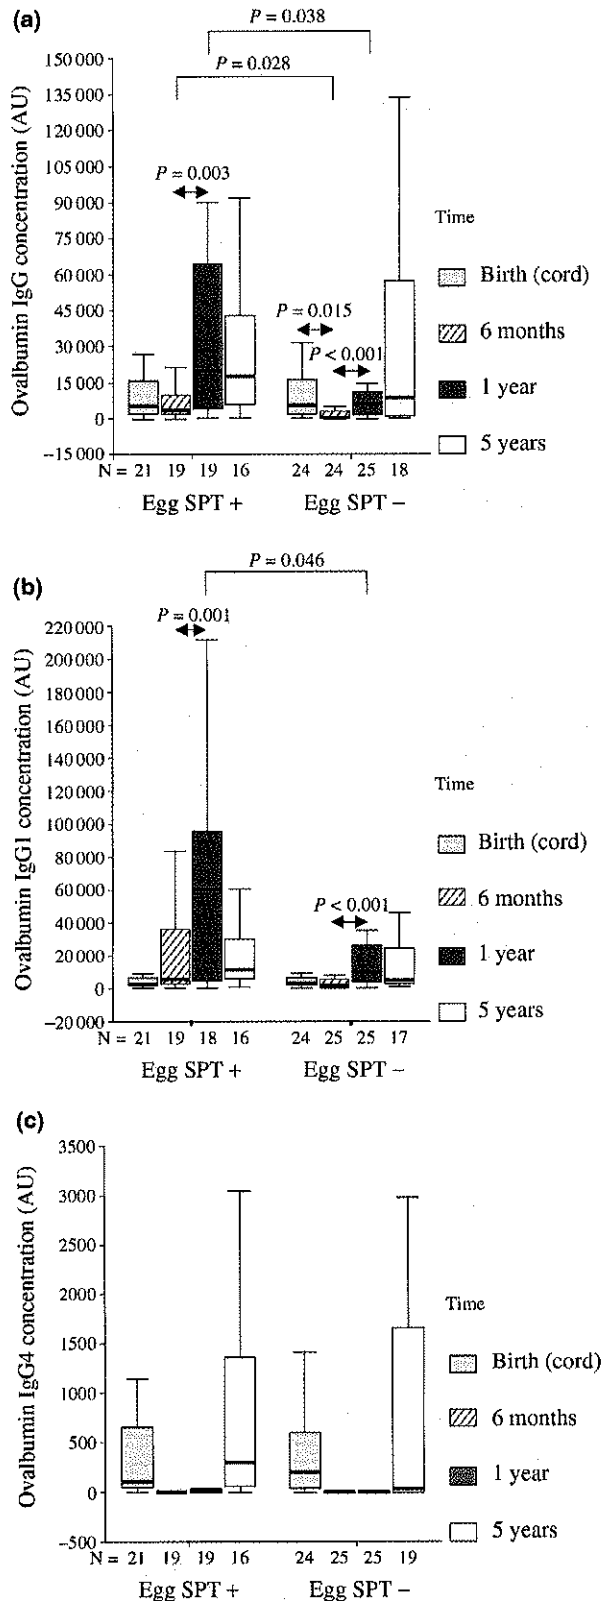 (a)
P = 0.038
P = 0.028
Ovalbumin IgG concentration (AU)
150 000
135 000
120 000
105 000
90 000
75 000
60 000
45 000
30 000
15 000
0
−15 000
P = 0.003
P = 0.015
P < 0.001
Time
Birth (cord)
6 months
1 year
5 years
N = 21 19 19 16 24 24 25 18
Egg SPT + Egg SPT −
(b)
P = 0.046
P = 0.001
Ovalbumin IgG1 concentration (AU)
220 000
200 000
180 000
160 000
140 000
120 000
100 000
80 000
60 000
40 000
20 000
0
−20 000
P < 0.001
Time
Birth (cord)
6 months
1 year
5 years
N = 21 19 18 16 24 25 25 17
Egg SPT + Egg SPT −
(c)
Ovalbumin IgG4 concentration (AU)
3500
3000
2500
2000
1500
1000
500
0
−500
Time
Birth (cord)
6 months
1 year
5 years
N = 21 19 19 16 24 25 25 19
Egg SPT + Egg SPT −